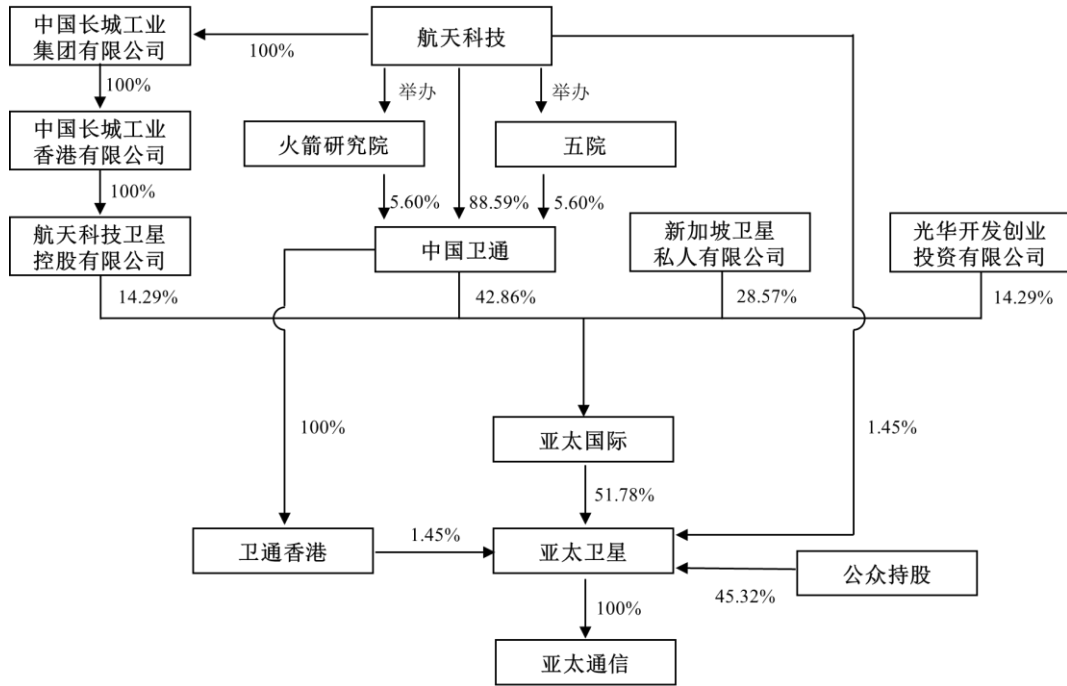 中国长城工业
集团有限公司
100%
航天科技
100%
举办
举办
中国长城工业
香港有限公司
火箭研究院
五院
100%
5.60%
88.59%
5.60%
航天科技卫星
控股有限公司
中国卫通
新加坡卫星
私人有限公司
光华开发创业
投资有限公司
14.29%
42.86%
28.57%
14.29%
100%
亚太国际
1.45%
51.78%
卫通香港
1.45%
亚太卫星
公众持股
45.32%
100%
亚太通信